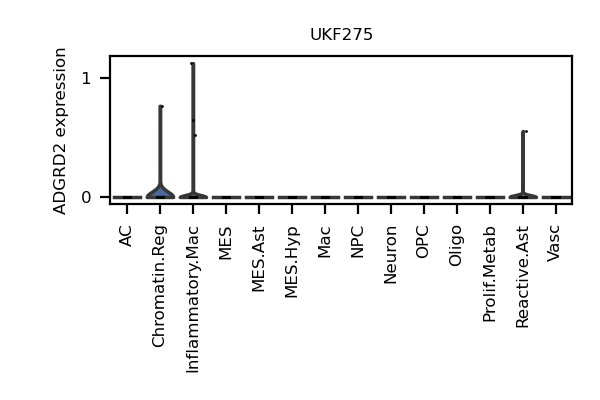 UKF275
ADGRD2 expression
1
0
AC
Chromatin.Reg
Inflammatory.Mac
MES
MES.Ast
MES.Hyp
Mac
NPC
Neuron
OPC
Oligo
Prolif.Metab
Reactive.Ast
Vasc